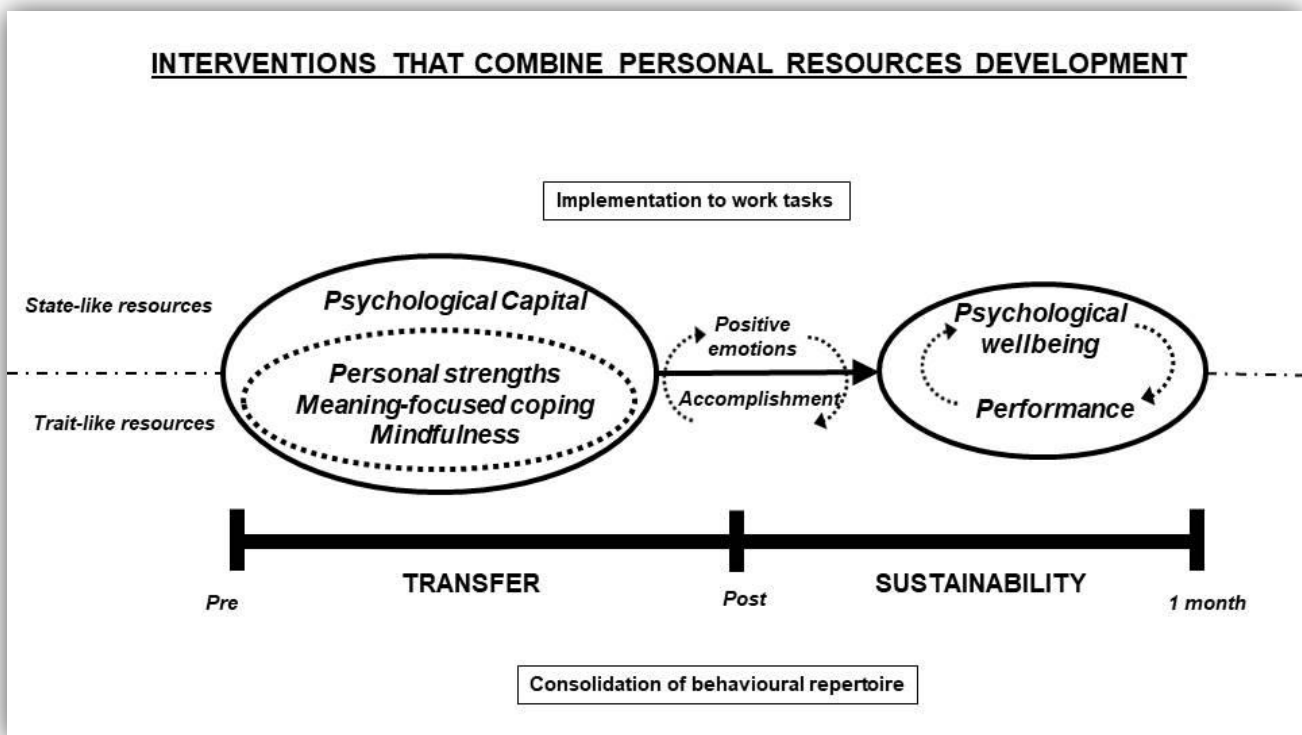 INTERVENTIONS THAT COMBINE PERSONAL RESOURCES DEVELOPMENT
Implementation to work tasks
State-like resources
Trait-like resources
Psychological Capital
Personal strengths
Meaning-focused coping
Mindfulness
Positive
emotions
Accomplishment
Psychological
wellbeing
Performance
TRANSFER
SUSTAINABILITY
Pre
Post
1 month
Consolidation of behavioural repertoire